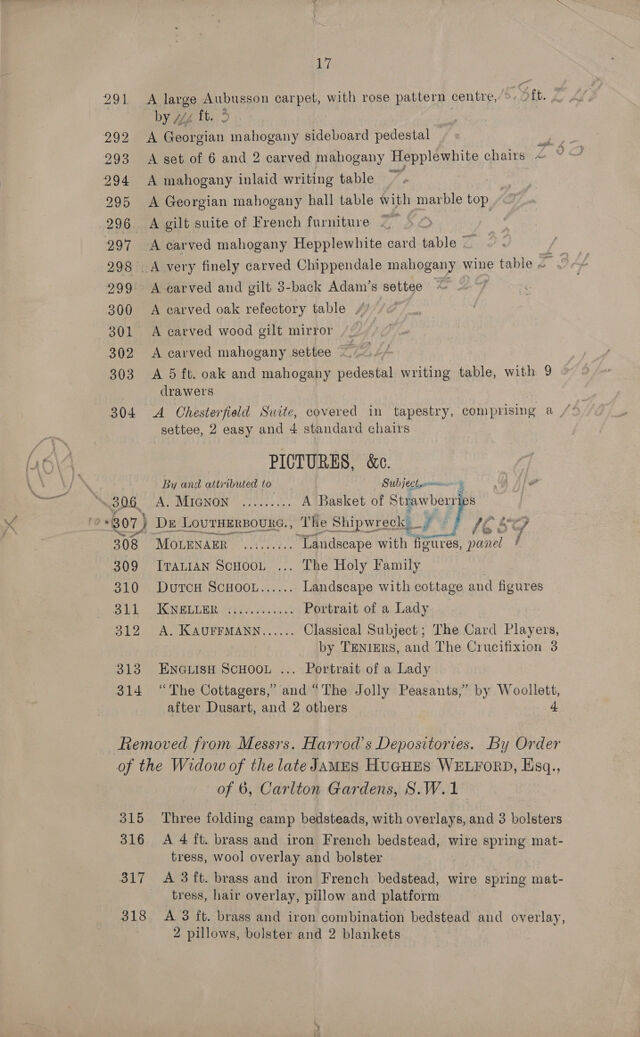 17
291 A large Aubusson carpet, with rose pattern centre, ft.
by ft.
292 A Georgian mahogany sideboard pedestal
293 A set of 6 and 2 carved mahogany Hepplewhite chairs
294 A mahogany inlaid writing table
295 A Georgian mahogany hall table with marble top
296 A gilt suite of French furniture
297 A carved mahogany Hepplewhite card table
298 A very finely carved Chippendale mahogany wine table £ 34
299 A carved and gilt 3-back Adam's settee £ 29
300 A carved oak refectory table
301 A carved wood gilt mirror
302 A carved mahogany settee
303 A 5 ft. oak and mahogany pedestal writing table, with 9
drawers
304 A Chesterfield Suite, covered in tapestry, comprising a
settee, 2 easy and 4 standard chairs
PICTURES, &c.
By and attributed to Subject.
306 A. MIGNON ......... A Basket of Strawberries
307 DE LOUTHERBOURG., The Shipwreck 1659
308 MOLENAER ......... Landscape with figures, panel
309 ITALIAN SCHOOL ... The Holy Family
310 DUTCH SCHOOL...... Landscape with cottage and figures
311 KNELLER ............ Portrait of a Lady
312 A. KAUFFMANN...... Classical Subject; The Card Players,
by TENIERS, and The Crucifixion 3
313 ENGLISH SCHOOL ... Portrait of a Lady
314 "The Cottagers," and "The Jolly Peasants," by Woollett,
after Dusart, and 2 others 4
Removed from Messrs. Harrod's Depositories. By Order
of the Widow of the late JAMES HUGHES WELFORD, Esq.,
of 6, Carlton Gardens, S.W. 1
315 Three folding camp bedsteads, with overlays, and 3 bolsters
316 A 4 ft. brass and iron French bedstead, wire spring mat-
tress, wool overlay and bolster
317 A 3 ft. brass and iron French bedstead, wire spring mat-
tress, hair overlay, pillow and platform
318 A 3 ft. brass and iron combination bedstead and overlay,
2 pillows, bolster and 2 blankets